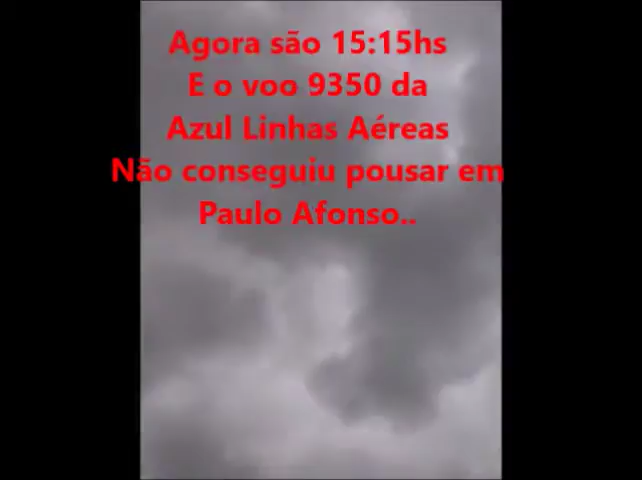 Agora são 15:15hs
E o voo 9350 da
Azul Linhas Aéreas
Não conseguiu pousar em
Paulo Afonso..